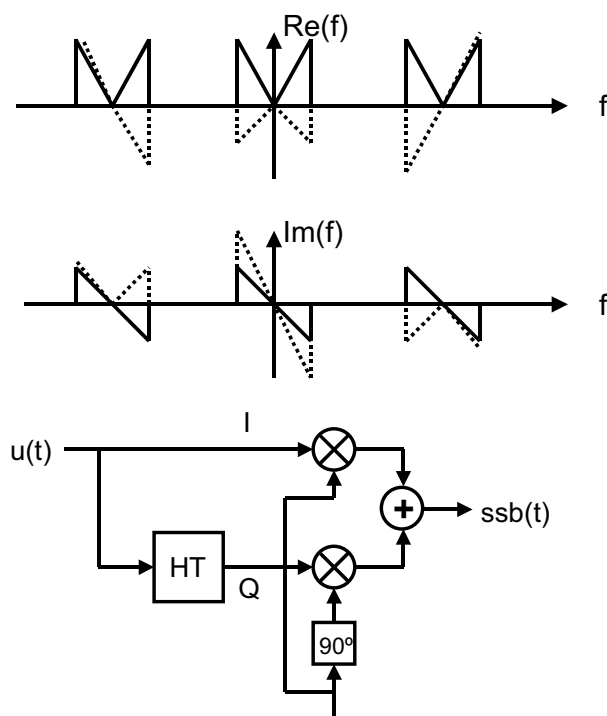 Re(f)
f
Im(f)
f
I
u(t)
+
ssb(t)
HT
Q
90º